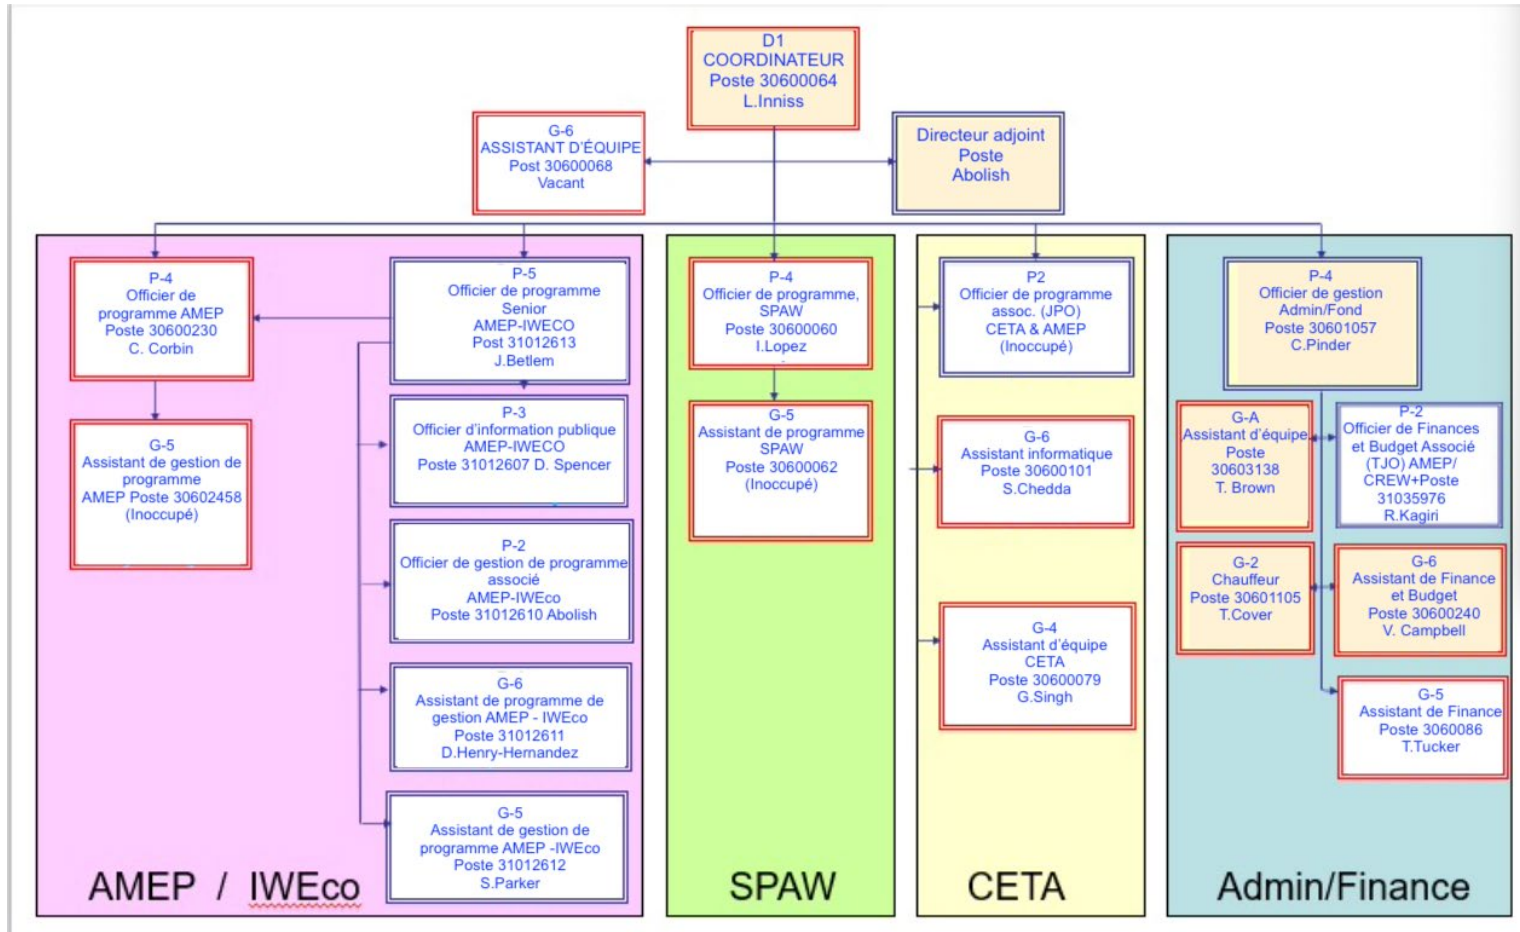 D1
COORDINATEUR
Poste 30600064
L.Inniss
G-6
ASSISTANT D'ÉQUIPE
Post 30600068
Vacant
Directeur adjoint
Poste
Abolish
P-4
Officier de
programme AMEP
Poste 30600230
C. Corbin
G-5
Assistant de gestion de
programme
AMEP Poste 30602458
(Inoccupé)
P-5
Officier de programme
Senior
AMEP-IWECO
Post 31012613
J.Betlem
P-3
Officier d'information publique
AMEP-IWECO
Poste 31012607 D. Spencer
P-2
Officier de gestion de programme
associé
AMEP-IWEco
Poste 31012610 Abolish
G-6
Assistant de programme de
gestion AMEP - IWEco
Poste 31012611
D.Henry-Hernandez
G-5
Assistant de gestion de
programme AMEP -IWEco
Poste 31012612
S.Parker
AMEP / IWEco
P-4
Officier de programme,
SPAW
Poste 30600060
I.Lopez
G-5
Assistant de programme
SPAW
Poste 30600062
(Inoccupé)
SPAW
P2
Officier de programme
assoc. (JPO)
CETA & AMEP
(Inoccupé)
G-6
Assistant informatique
Poste 30600101
S.Chedda
G-4
Assistant d'équipe
CETA
Poste 30600079
G.Singh
CETA
P-4
Officier de gestion
Admin/Fond
Poste 30601057
C.Pinder
G-A
Assistant d'équipe
Poste
30603138
T. Brown
P-2
Officier de Finances
et Budget Associé
(TJO) AMEP/
CREW+Poste
31035976
R.Kagiri
G-2
Chauffeur
Poste 30601105
T.Cover
G-6
Assistant de Finance
et Budget
Poste 30600240
V. Campbell
G-5
Assistant de Finance
Poste 3060086
T.Tucker
Admin/Finance